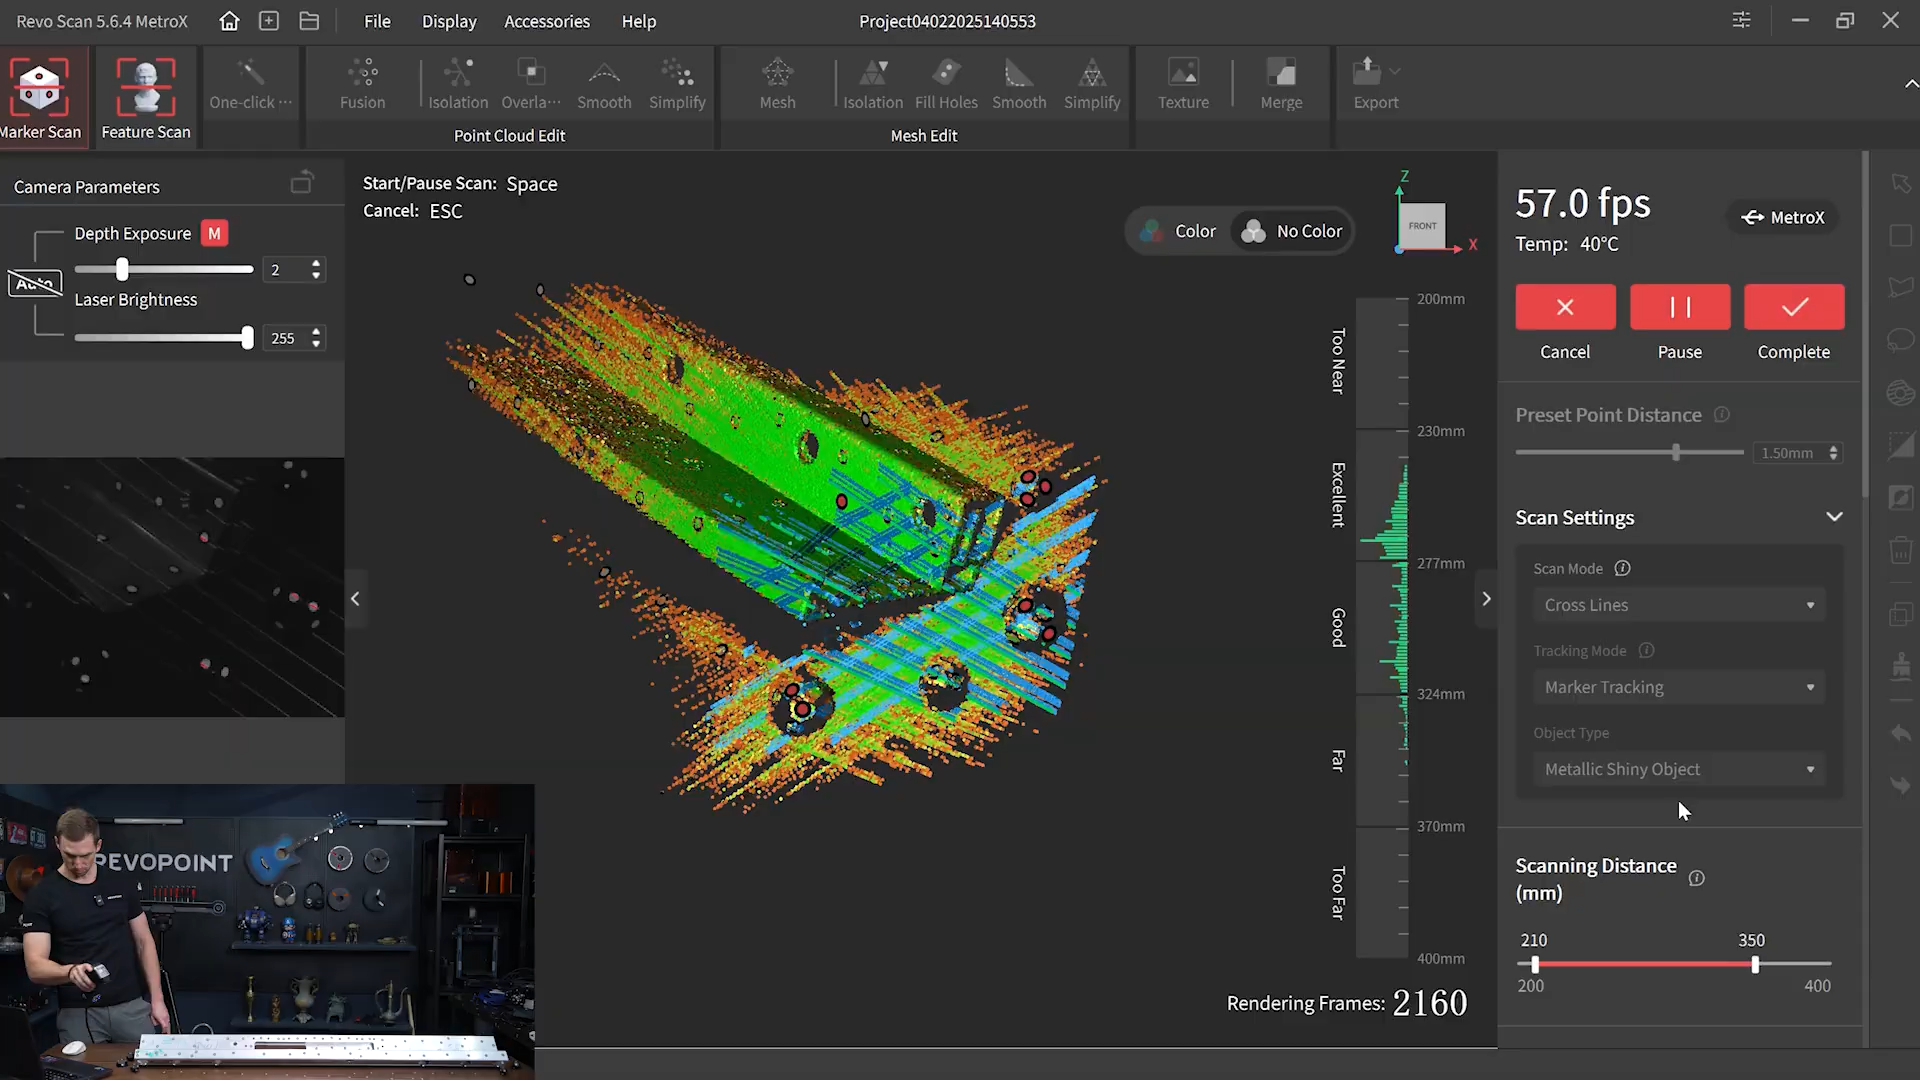 Revo Scan 5.6.4 MetroX
File
Display
Accessories
Help
Project04022025140553
Marker Scan
Feature Scan
One-click ···
Fusion
Isolation
Overla···
Smooth
Simplify
Point Cloud Edit
Mesh
Isolation
Fill Holes
Smooth
Simplify
Mesh Edit
Texture
Merge
Export
Camera Parameters
Depth Exposure M
Auto
2
Laser Brightness
255
Start/Pause Scan: Space
Cancel: ESC
Color
No Color
Z
FRONT
X
200mm
Too Near
230mm
Excellent
277mm
Good
324mm
Far
370mm
Too Far
400mm
Rendering Frames: 2160
57.0 fps
MetroX
Temp: 40°C
Cancel
Pause
Complete
Preset Point Distance
1.50mm
Scan Settings
Scan Mode
Cross Lines
Tracking Mode
Marker Tracking
Object Type
Metallic Shiny Object
Scanning Distance
(mm)
210
350
200
400
REVOPOINT